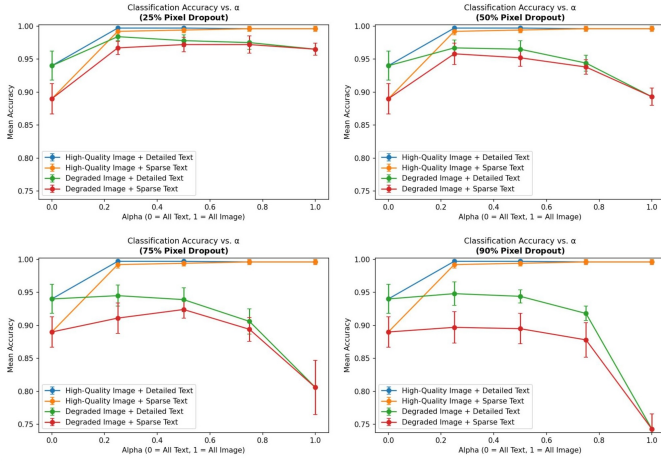 Classification Accuracy vs. α
(25% Pixel Dropout)
1.00
0.95
0.90
0.85
0.80
0.75
Mean Accuracy
High-Quality Image + Detailed Text
High-Quality Image + Sparse Text
Degraded Image + Detailed Text
Degraded Image + Sparse Text
0.0 0.2 0.4 0.6 0.8 1.0
Alpha (0 = All Text, 1 = All Image)
Classification Accuracy vs. α
(50% Pixel Dropout)
1.00
0.95
0.90
0.85
0.80
0.75
Mean Accuracy
High-Quality Image + Detailed Text
High-Quality Image + Sparse Text
Degraded Image + Detailed Text
Degraded Image + Sparse Text
0.0 0.2 0.4 0.6 0.8 1.0
Alpha (0 = All Text, 1 = All Image)
Classification Accuracy vs. α
(75% Pixel Dropout)
1.00
0.95
0.90
0.85
0.80
0.75
Mean Accuracy
High-Quality Image + Detailed Text
High-Quality Image + Sparse Text
Degraded Image + Detailed Text
Degraded Image + Sparse Text
0.0 0.2 0.4 0.6 0.8 1.0
Alpha (0 = All Text, 1 = All Image)
Classification Accuracy vs. α
(90% Pixel Dropout)
1.00
0.95
0.90
0.85
0.80
0.75
Mean Accuracy
High-Quality Image + Detailed Text
High-Quality Image + Sparse Text
Degraded Image + Detailed Text
Degraded Image + Sparse Text
0.0 0.2 0.4 0.6 0.8 1.0
Alpha (0 = All Text, 1 = All Image)